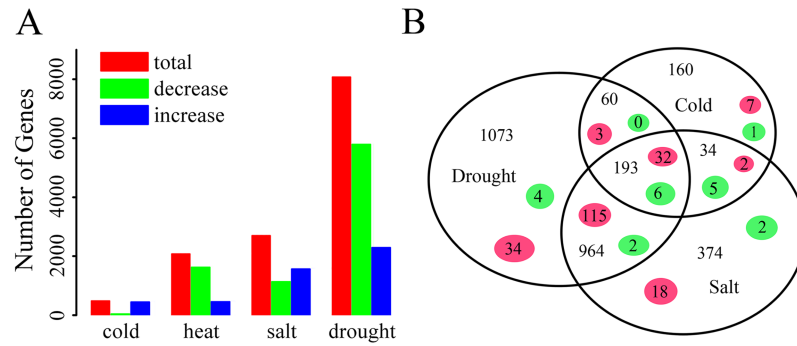 A
Number of Genes
8000
6000
4000
2000
0
total
decrease
increase
cold heat salt drought
B
160
60
Cold
7
0
1
3
1073
34
32
2
193
Drought
4
6
5
115
2
2
34
964
374
Salt
18